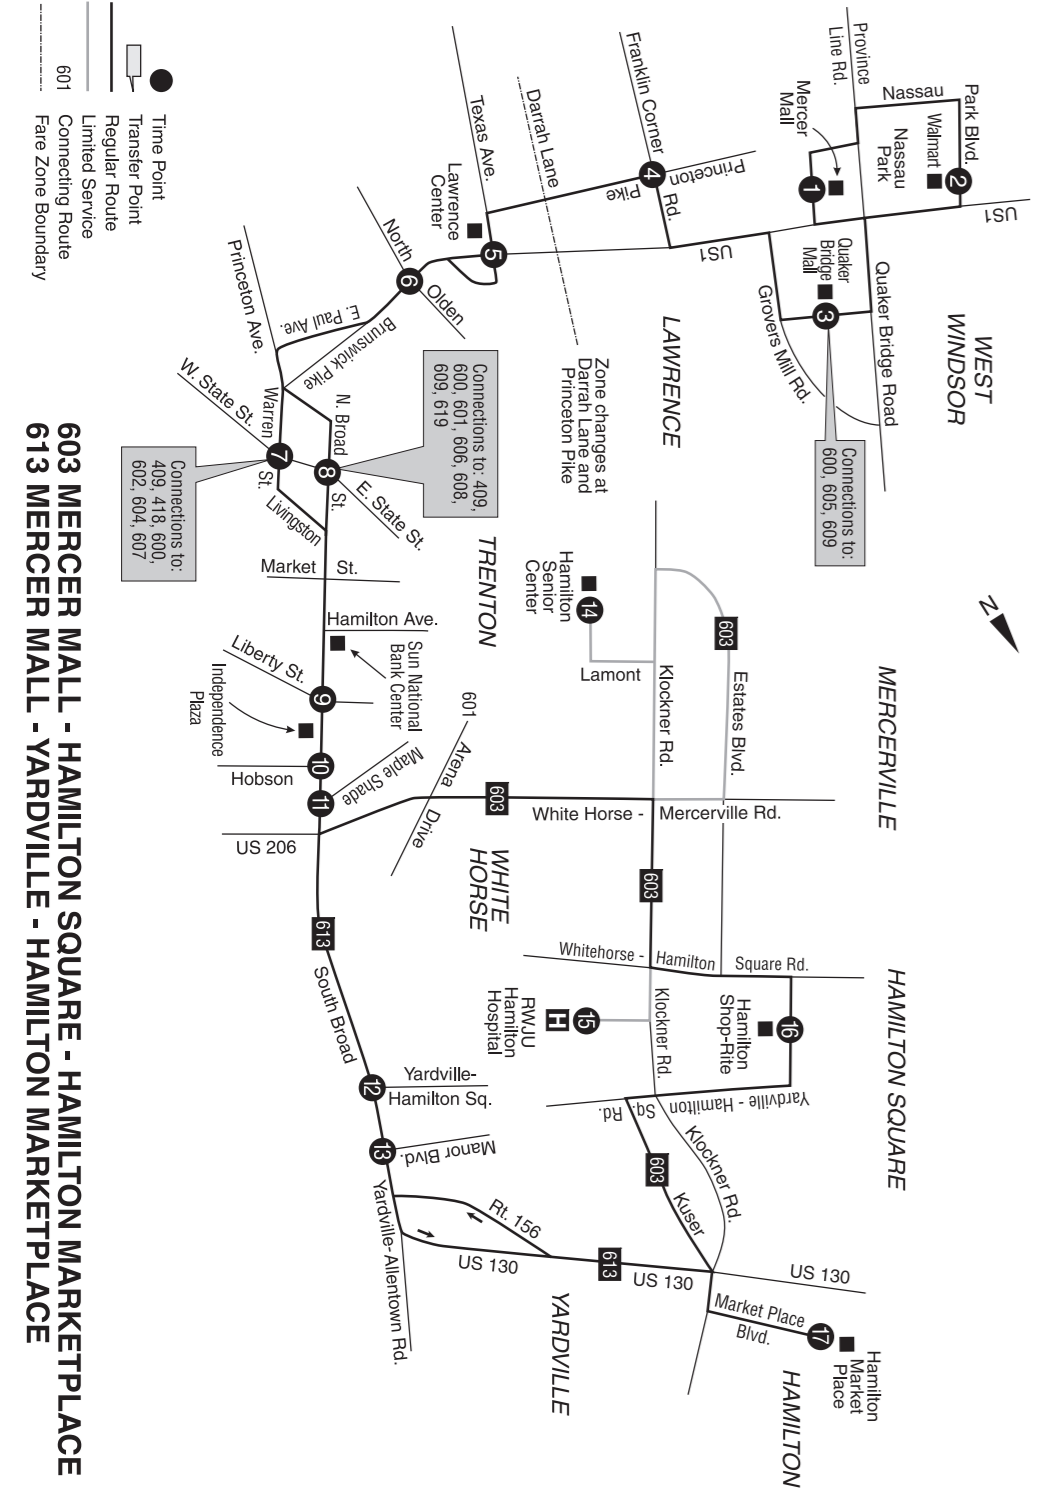 Time Point
Transfer Point
Regular Route
Limited Service
601 Connecting Route
Fare Zone Boundary
603 MERCER MALL - HAMILTON SQUARE - HAMILTON MARKETPLACE
613 MERCER MALL - YARDVILLE - HAMILTON MARKETPLACE
N
WEST
WINDSOR
LAWRENCE
TRENTON
MERCERVILLE
WHITE
HORSE
HAMILTON SQUARE
YARDVILLE
HAMILTON
Park Blvd.
Nassau
Province
Line Rd.
Walmart
Nassau
Park
2
Mercer
Mall
1
US1
Quaker Bridge Road
Quaker
Bridge
Mall
3
Grovers Mill Rd.
Connections to:
600, 605, 609
US1
Franklin Corner
Rd.
4
Princeton
Pike
Darrah Lane
Zone changes at
Darrah Lane and
Princeton Pike
Texas Ave.
Lawrence
Center
5
North
Olden
6
Princeton Ave.
E. Paul Ave.
Brunswick Pike
Connections to: 409,
600, 601, 606, 608,
609, 619
W. State St.
Warren
St.
7
N. Broad
St.
8
E. State St.
Livingston
Connections to:
409, 418, 600,
602, 604, 607
Market St.
Hamilton Ave.
Sun National
Bank Center
Liberty St.
9
Independence
Plaza
10
Hobson
11
Maple Shade
US 206
601
Arena
Drive
603
White Horse - Mercerville Rd.
Hamilton
Senior
Center
14
Lamont
Klockner Rd.
603
Estates Blvd.
603
Whitehorse - Hamilton Square Rd.
Klockner Rd.
RWJU
Hamilton
Hospital
H
15
Hamilton
Shop-Rite
16
Yardville - Hamilton Sq. Rd.
613
South Broad
12
Yardville-
Hamilton Sq.
13
Manor Blvd.
Yardville-Allentown Rd.
Rt. 156
US 130
613
US 130
603
Kuser
Klockner Rd.
US 130
Market Place
Blvd.
17
Hamilton
Market
Place